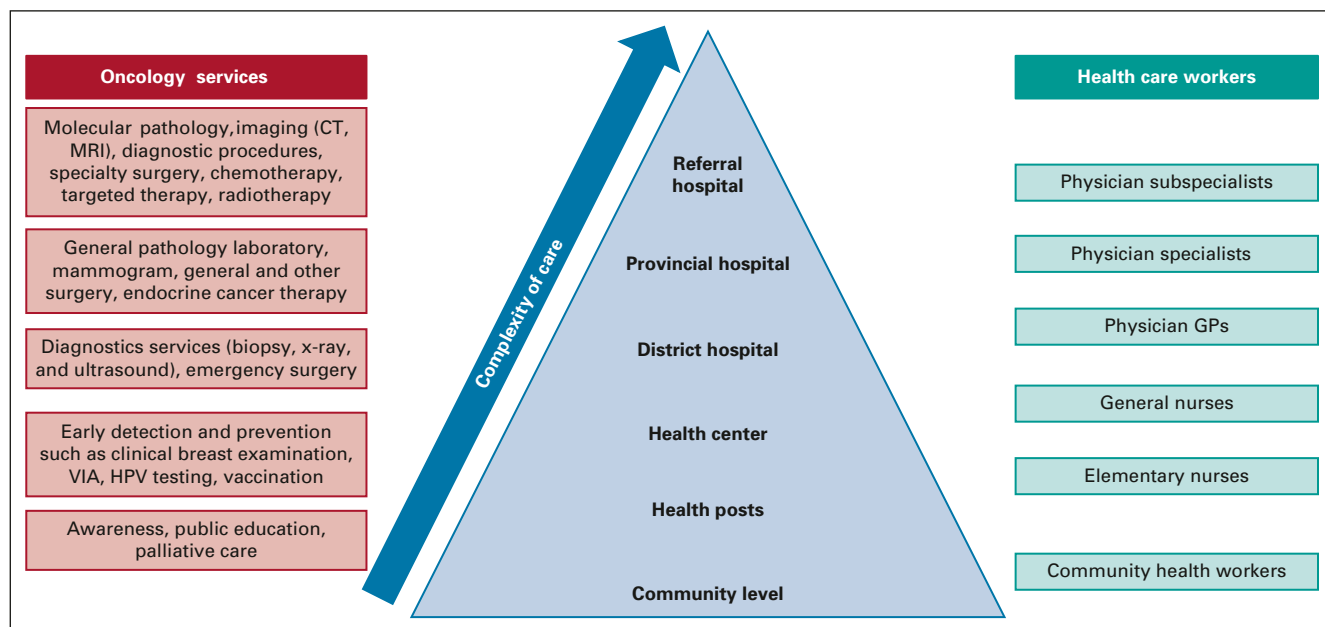 Oncology services
Molecular pathology, imaging (CT,
MRI), diagnostic procedures,
specialty surgery, chemotherapy,
targeted therapy, radiotherapy
General pathology laboratory,
mammogram, general and other
surgery, endocrine cancer therapy
Diagnostics services (biopsy, x-ray,
and ultrasound), emergency surgery
Early detection and prevention
such as clinical breast examination,
VIA, HPV testing, vaccination
Awareness, public education,
palliative care
Complexity of care
Referral
hospital
Provincial hospital
District hospital
Health center
Health posts
Community level
Health care workers
Physician subspecialists
Physician specialists
Physician GPs
General nurses
Elementary nurses
Community health workers